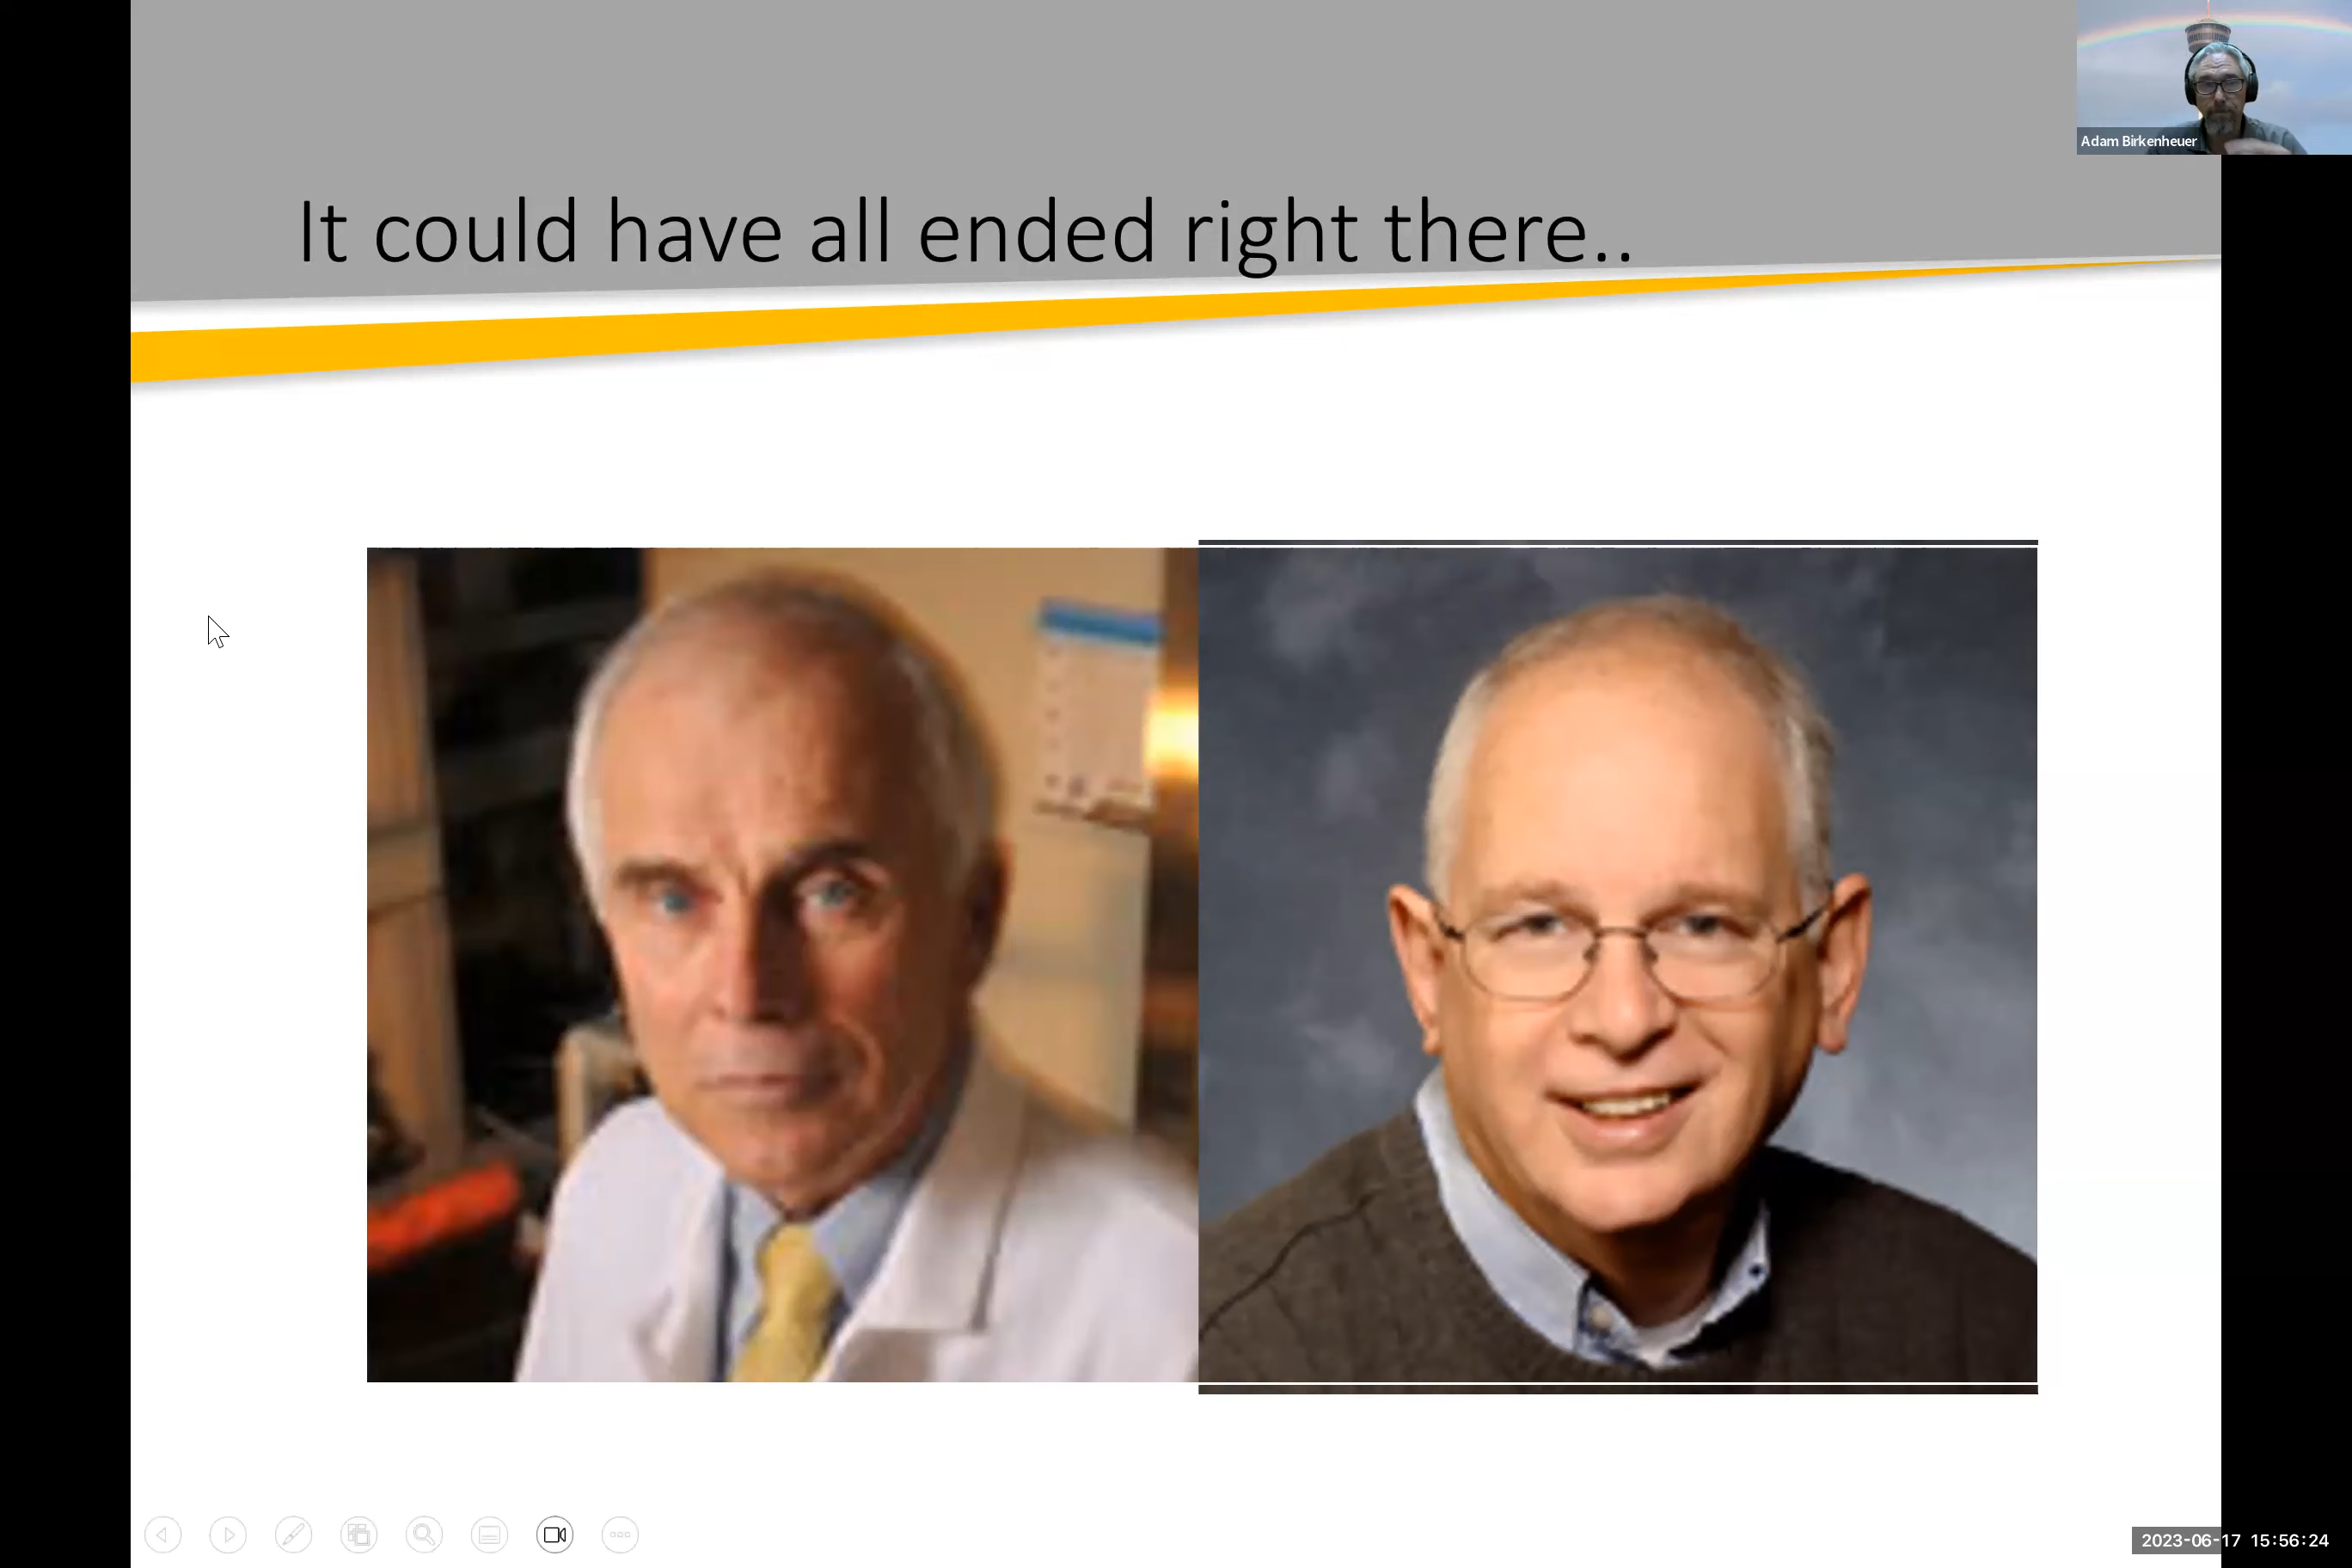 Adam Birkenheuer
It could have all ended right there..
2023-06-17 15:56:24